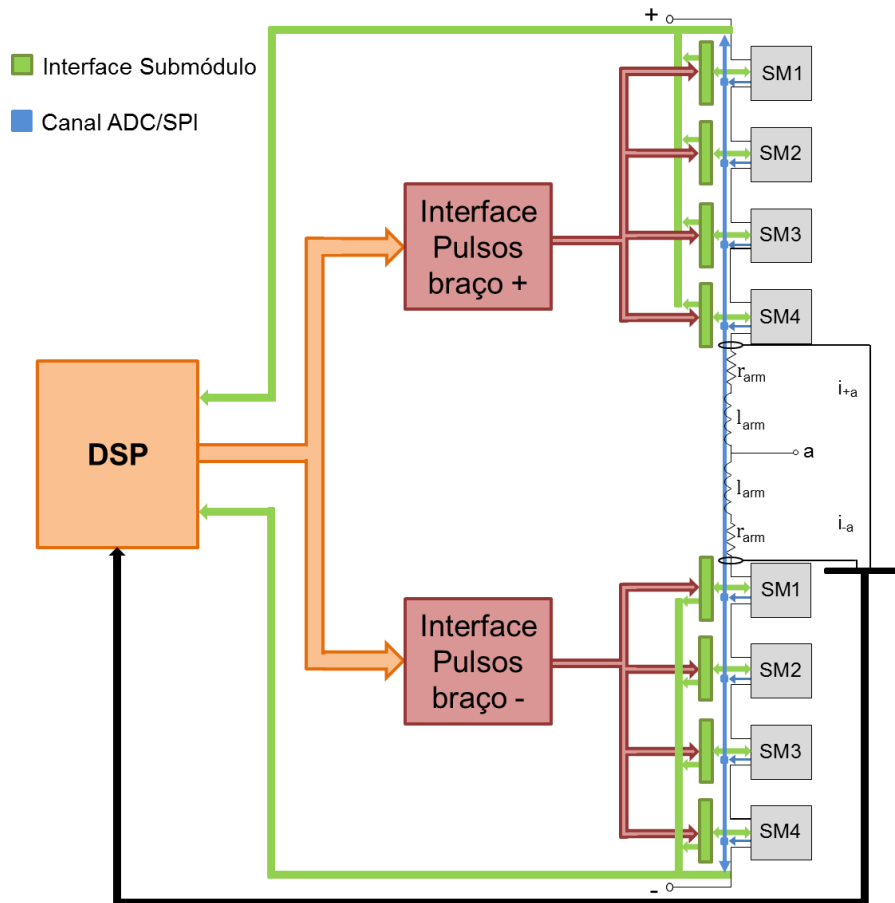 +
Interface Submódulo
Canal ADC/SPI
SM1
SM2
SM3
SM4
Interface
Pulsos
braço +
r_arm
i_+a
l_arm
DSP
a
l_arm
i_-a
r_arm
Interface
Pulsos
braço -
SM1
SM2
SM3
SM4
-